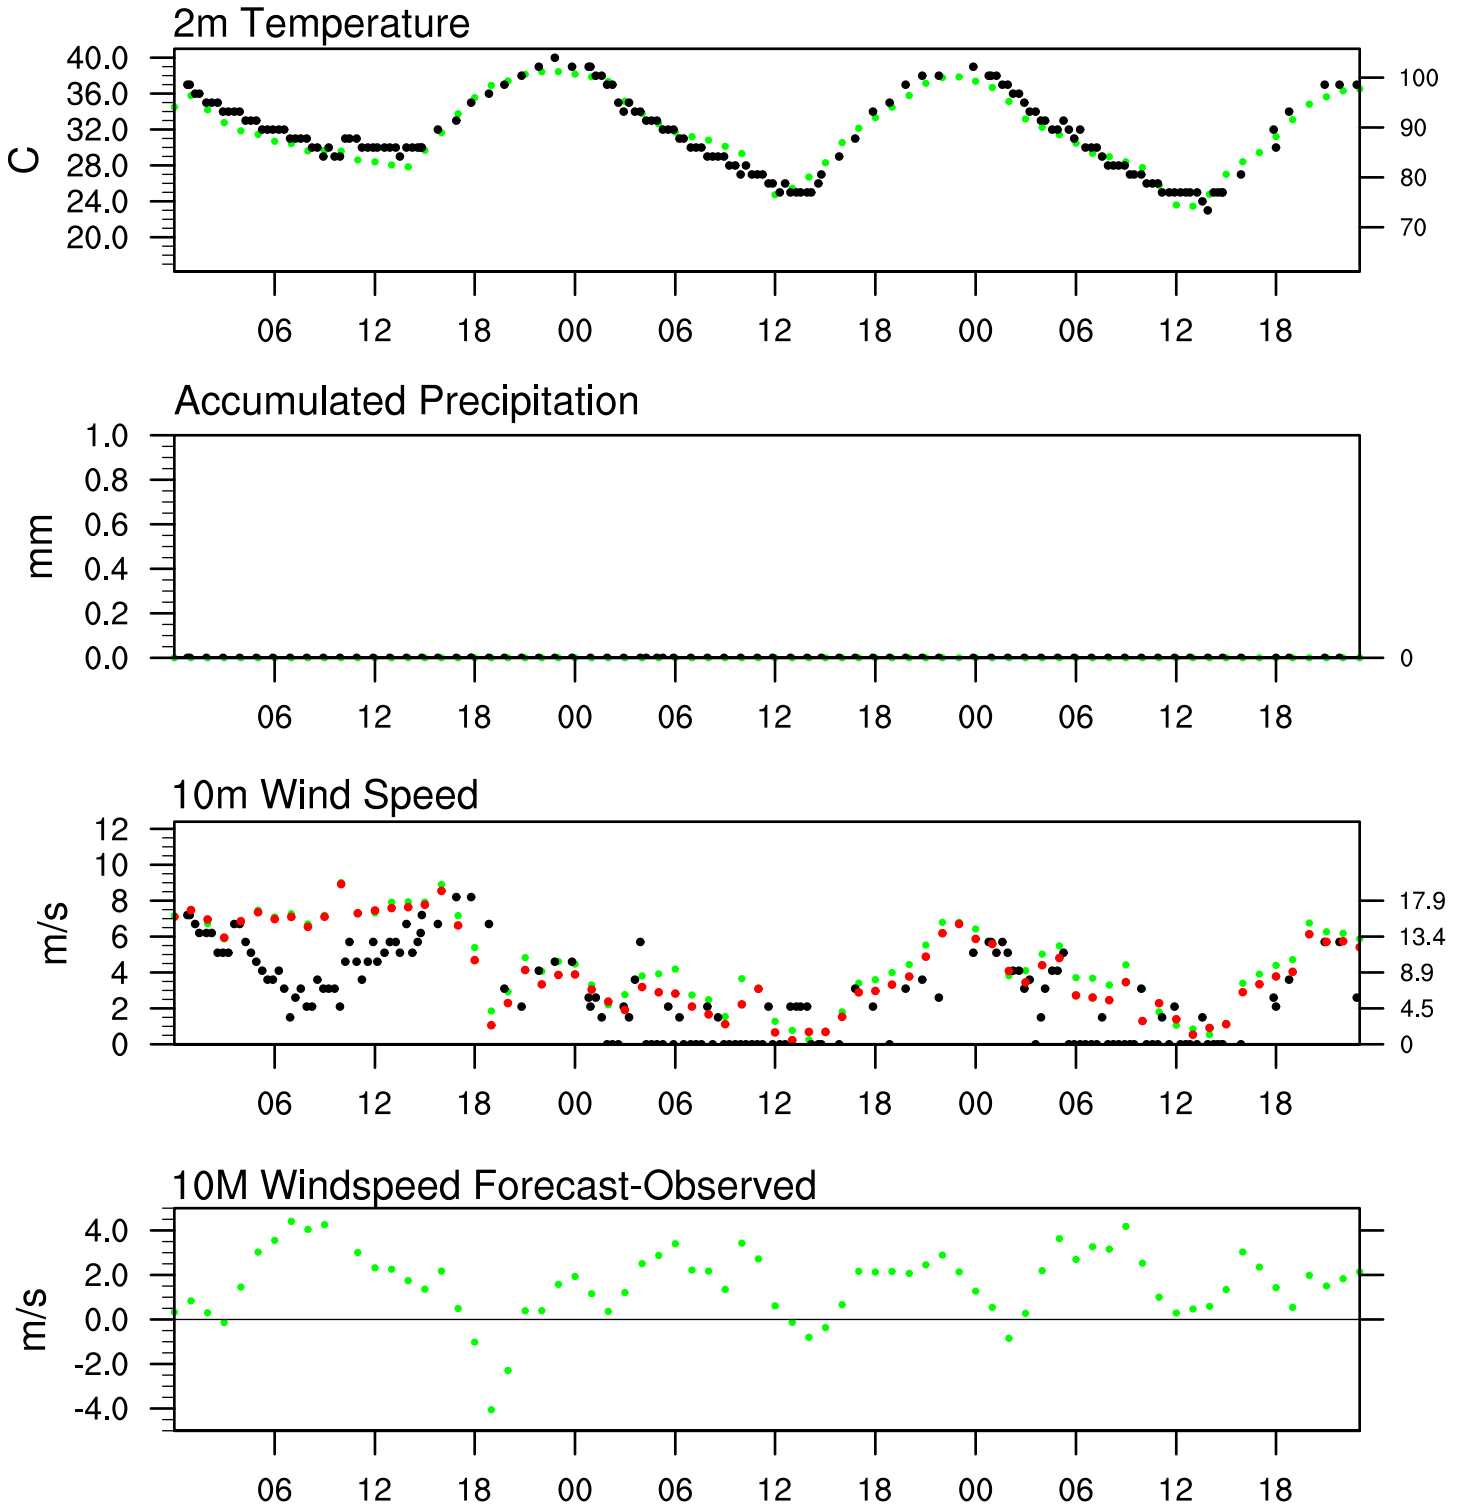 2m Temperature
40.0
36.0
32.0
28.0
24.0
20.0
C
100
90
80
70
06 12 18 00 06 12 18 00 06 12 18
Accumulated Precipitation
1.0
0.8
0.6
0.4
0.2
0.0
mm
0
06 12 18 00 06 12 18 00 06 12 18
10m Wind Speed
12
10
8
6
4
2
0
m/s
17.9
13.4
8.9
4.5
0
06 12 18 00 06 12 18 00 06 12 18
10M Windspeed Forecast-Observed
4.0
2.0
0.0
-2.0
-4.0
m/s
06 12 18 00 06 12 18 00 06 12 18